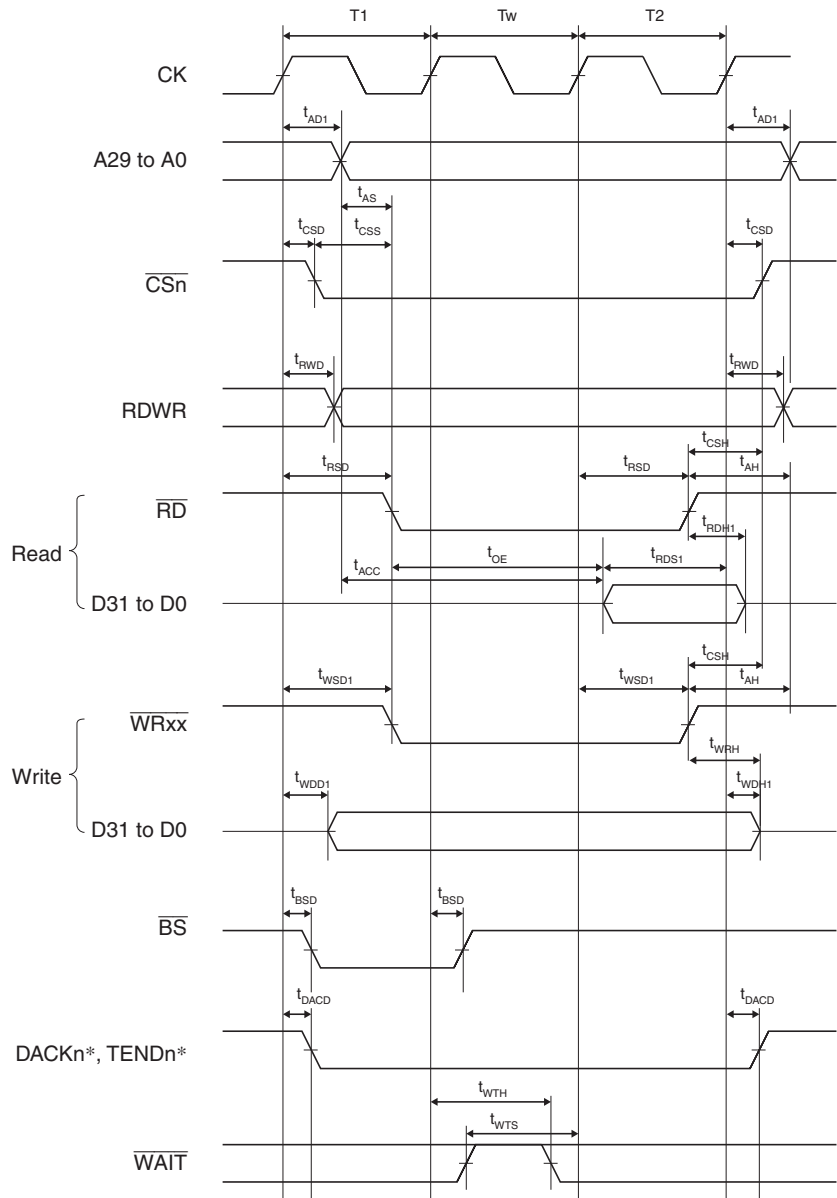 T1 Tw T2
CK
tAD1 tAD1
A29 to A0
tAS
tCSD tCSS tCSD
CSn
tRWD tRWD
RDWR
tCSH
tRSD tRSD tAH
RD
tRDH1
Read
tOE tRDS1
tACC
D31 to D0
tCSH
tWSD1 tWSD1 tAH
WRxx
tWRH
Write
tWDD1 tWDH1
D31 to D0
tBSD tBSD
BS
tDACD tDACD
DACKn*, TENDn*
tWTH
tWTS
WAIT